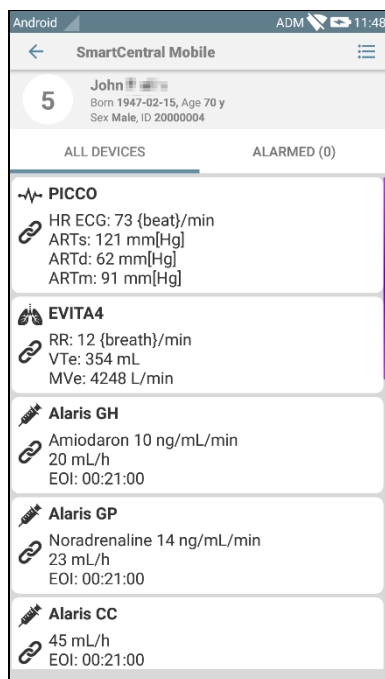 Android ADM 11:48
SmartCentral Mobile
5
John
Born 1947-02-15, Age 70 y
Sex Male, ID 20000004
ALL DEVICES ALARMED (0)
PICCO
HR ECG: 73 {beat}/min
ARTs: 121 mm[Hg]
ARTd: 62 mm[Hg]
ARTm: 91 mm[Hg]
EVITA4
RR: 12 {breath}/min
VTe: 354 mL
MVe: 4248 L/min
Alaris GH
Amiodaron 10 ng/mL/min
20 mL/h
EOI: 00:21:00
Alaris GP
Noradrenaline 14 ng/mL/min
23 mL/h
EOI: 00:21:00
Alaris CC
45 mL/h
EOI: 00:21:00